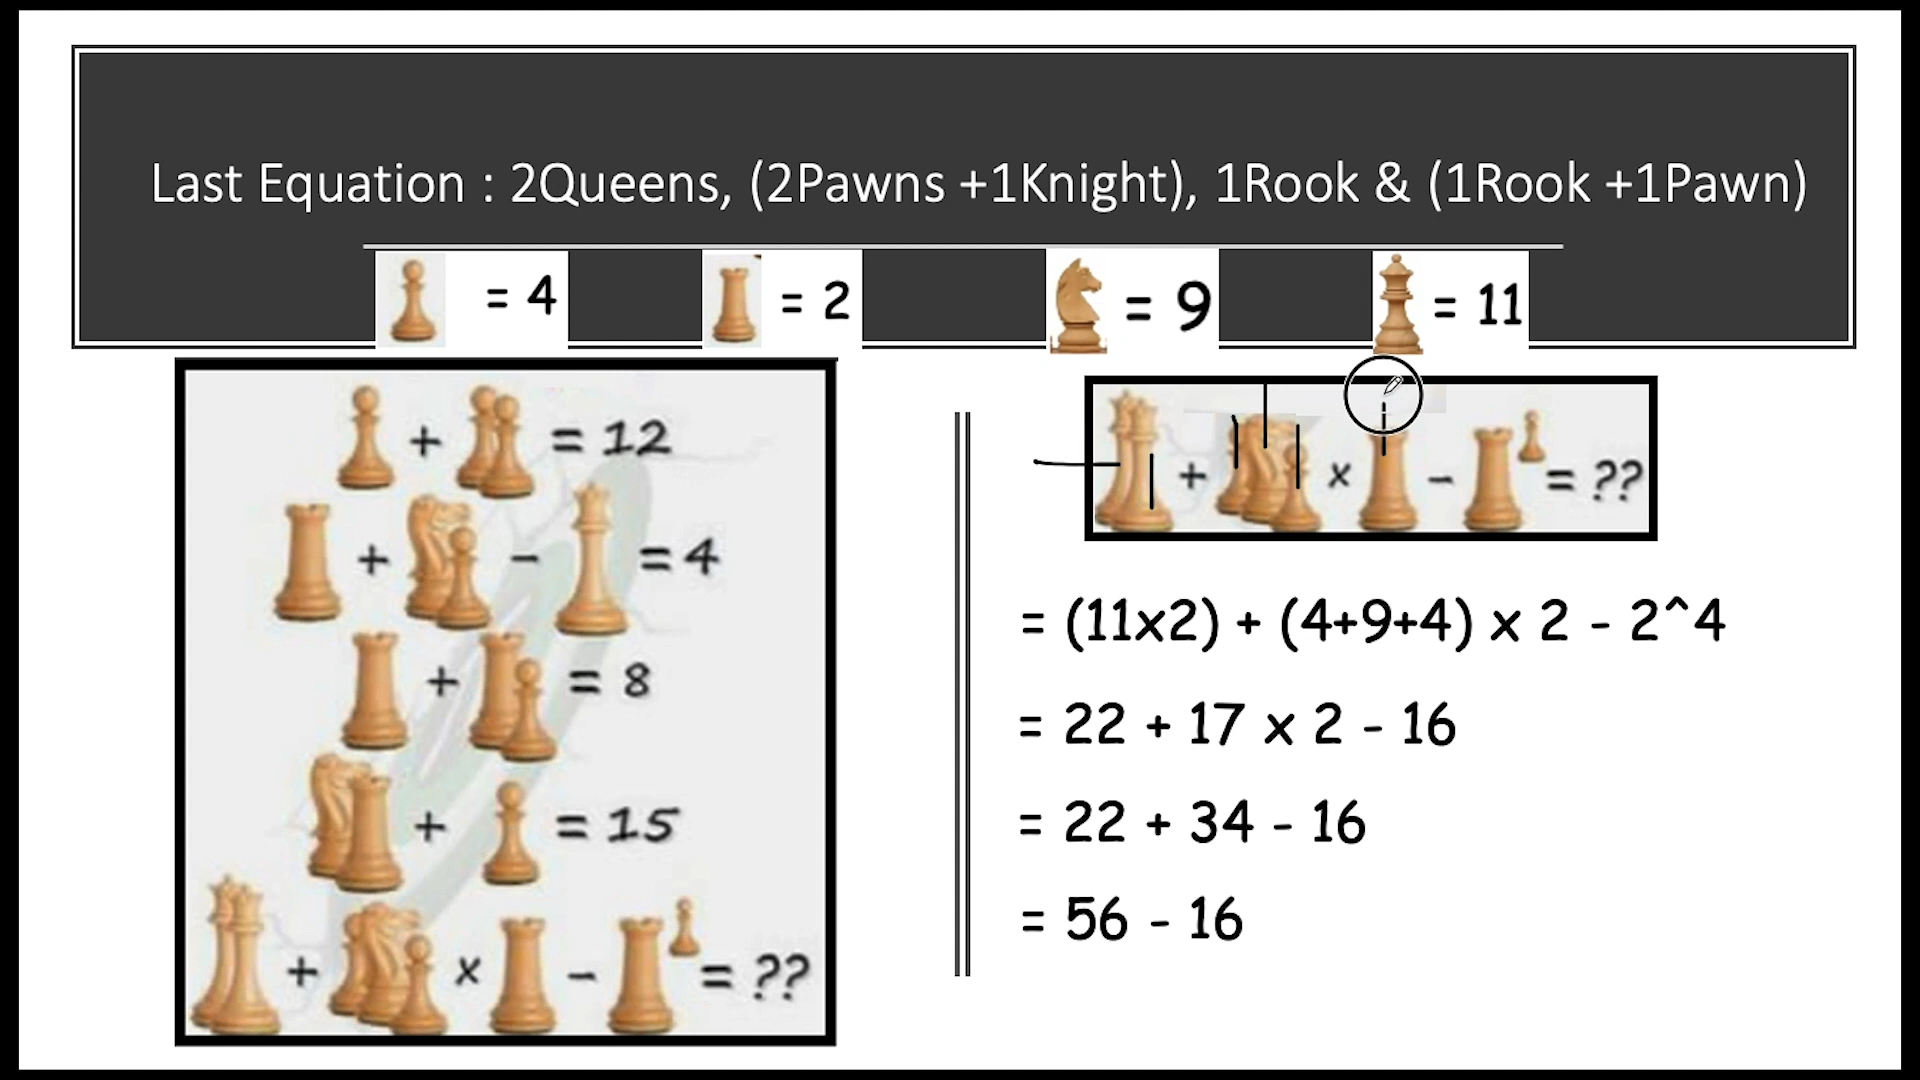 Last Equation : 2Queens, (2Pawns +1Knight), 1Rook & (1Rook +1Pawn)
= 4 = 2 = 9 = 11
+ = 12
+ - = 4
+ = 8
+ = 15
+ x - = ??
+ x - = ??
= (11x2) + (4+9+4) x 2 - 2^4
= 22 + 17 x 2 - 16
= 22 + 34 - 16
= 56 - 16